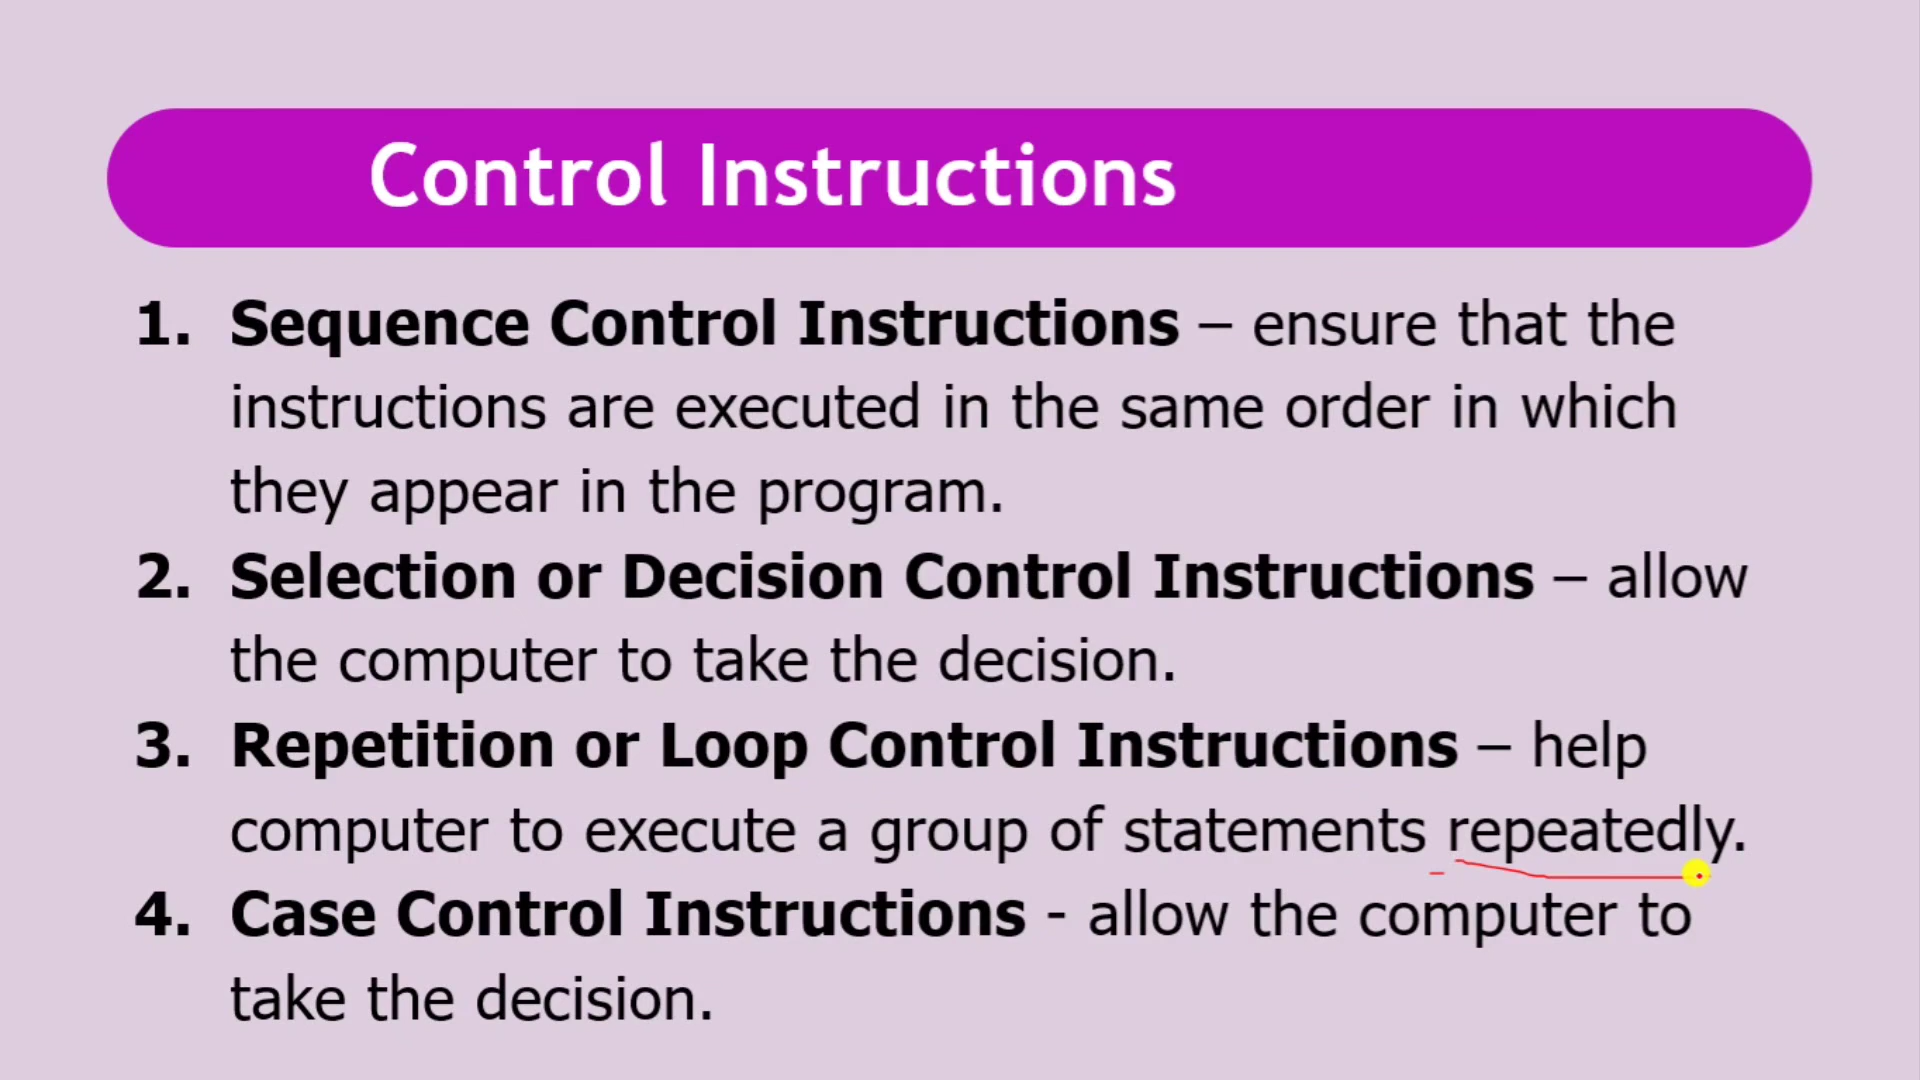 Control Instructions
1. Sequence Control Instructions – ensure that the
instructions are executed in the same order in which
they appear in the program.
2. Selection or Decision Control Instructions – allow
the computer to take the decision.
3. Repetition or Loop Control Instructions – help
computer to execute a group of statements repeatedly.
4. Case Control Instructions - allow the computer to
take the decision.